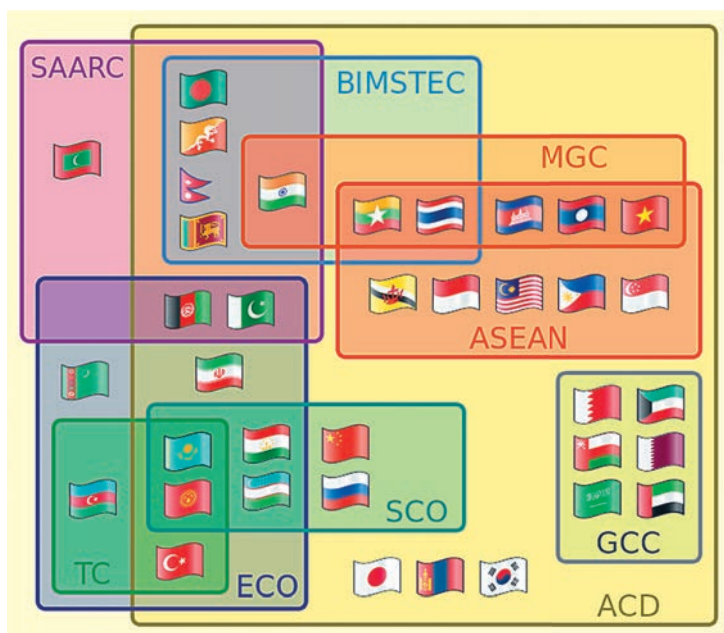 SAARC
BIMSTEC
MGC
ASEAN
SCO
GCC
TC
ECO
ACD